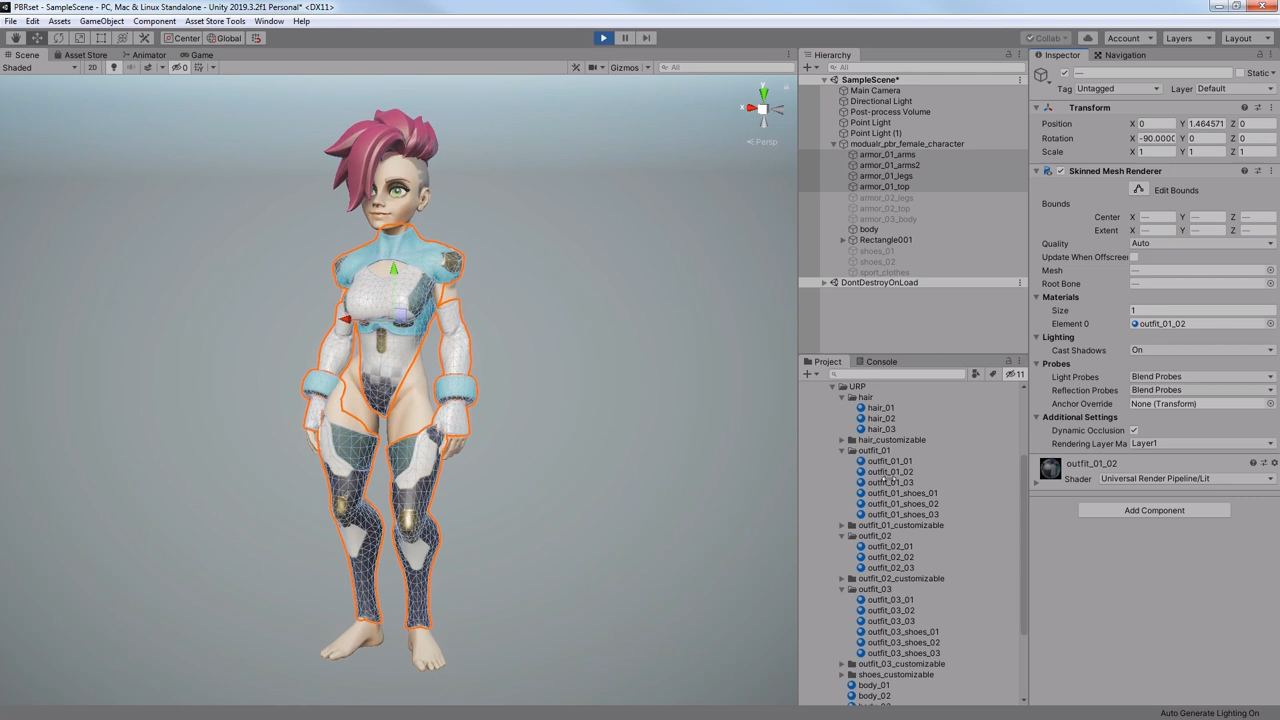 PBRset - SampleScene - PC, Mac & Linux Standalone - Unity 2019.3.2f1 Personal* <DX11>
File Edit Assets GameObject Component Asset Store Tools Window Help
Center Global Collab Account Layers Layout
Scene Asset Store Animator Game
Shaded 2D 0 Gizmos All
y
x
Persp
Hierarchy
All
SampleScene*
Main Camera
Directional Light
Post-process Volume
Point Light
Point Light (1)
modualr_pbr_female_character
armor_01_arms
armor_01_arms2
armor_01_legs
armor_01_top
armor_02_legs
armor_02_top
armor_03_body
body
Rectangle001
shoes_01
shoes_02
sport_clothes
DontDestroyOnLoad
Project Console
11
URP
hair
hair_01
hair_02
hair_03
hair_customizable
outfit_01
outfit_01_01
outfit_01_02
outfit_01_03
outfit_01_shoes_01
outfit_01_shoes_02
outfit_01_shoes_03
outfit_01_customizable
outfit_02
outfit_02_01
outfit_02_02
outfit_02_03
outfit_02_customizable
outfit_03
outfit_03_01
outfit_03_02
outfit_03_03
outfit_03_shoes_01
outfit_03_shoes_02
outfit_03_shoes_03
outfit_03_customizable
shoes_customizable
body_01
body_02
Inspector Navigation
— Static
Tag Untagged Layer Default
Transform
Position X 0 Y 1.464571 Z 0
Rotation X -90.0000 Y 0 Z 0
Scale X 1 Y 1 Z 1
Skinned Mesh Renderer
Edit Bounds
Bounds
Center X — Y — Z —
Extent X — Y — Z —
Quality Auto
Update When Offscreen
Mesh —
Root Bone —
Materials
Size 1
Element 0 outfit_01_02
Lighting
Cast Shadows On
Probes
Light Probes Blend Probes
Reflection Probes Blend Probes
Anchor Override None (Transform)
Additional Settings
Dynamic Occlusion
Rendering Layer Ma Layer1
outfit_01_02
Shader Universal Render Pipeline/Lit
Add Component
Auto Generate Lighting On